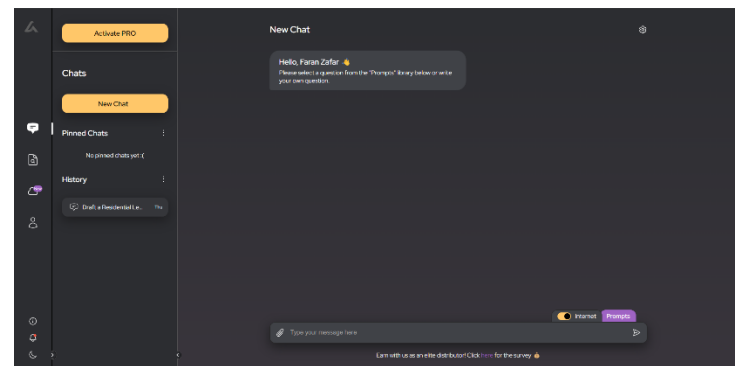 Activate PRO
Chats
New Chat
Pinned Chats
No pinned chats yet :(
History
Draft a Residential Le...
Thu
New Chat
Hello, Faran Zafar 👋
Please select a question from the "Prompts" library below or write
your own question.
Internet
Prompts
Type your message here
Earn with us as an elite distributor! Click here for the survey 👍